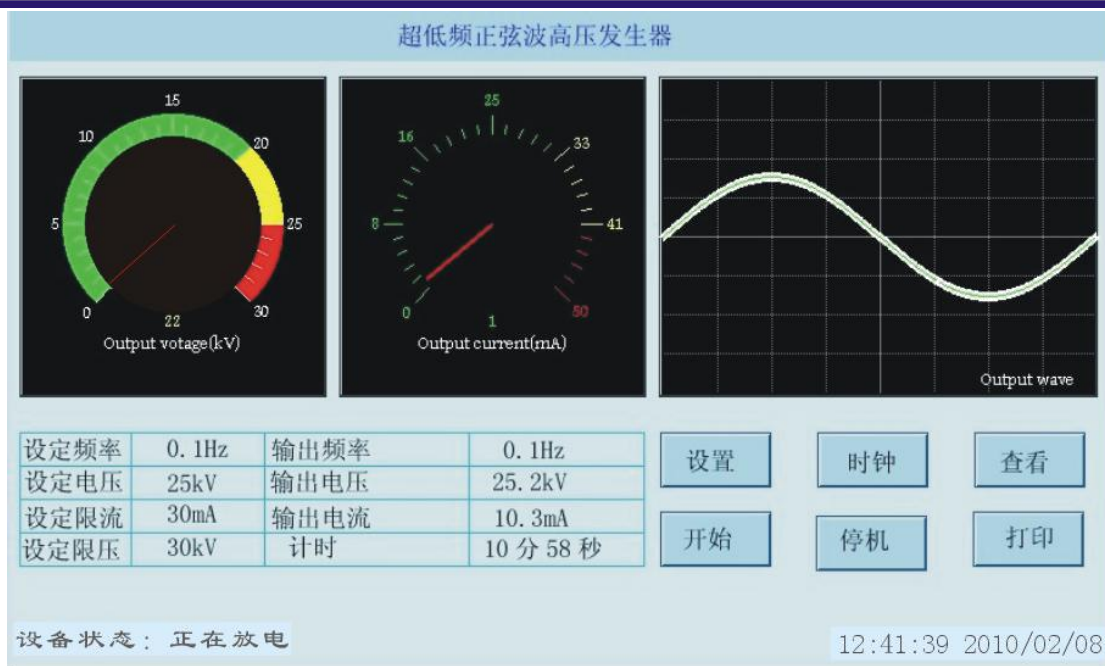 超低频正弦波高压发生器
15
10
20
5
25
0
30
22
Output votage(kV)
25
16
33
8
41
0
50
1
Output current(mA)
Output wave
设定频率 0.1Hz 输出频率 0.1Hz
设定电压 25kV 输出电压 25.2kV
设定限流 30mA 输出电流 10.3mA
设定限压 30kV 计时 10分58秒
设置 时钟 查看
开始 停机 打印
设备状态：正在放电
12:41:39 2010/02/08